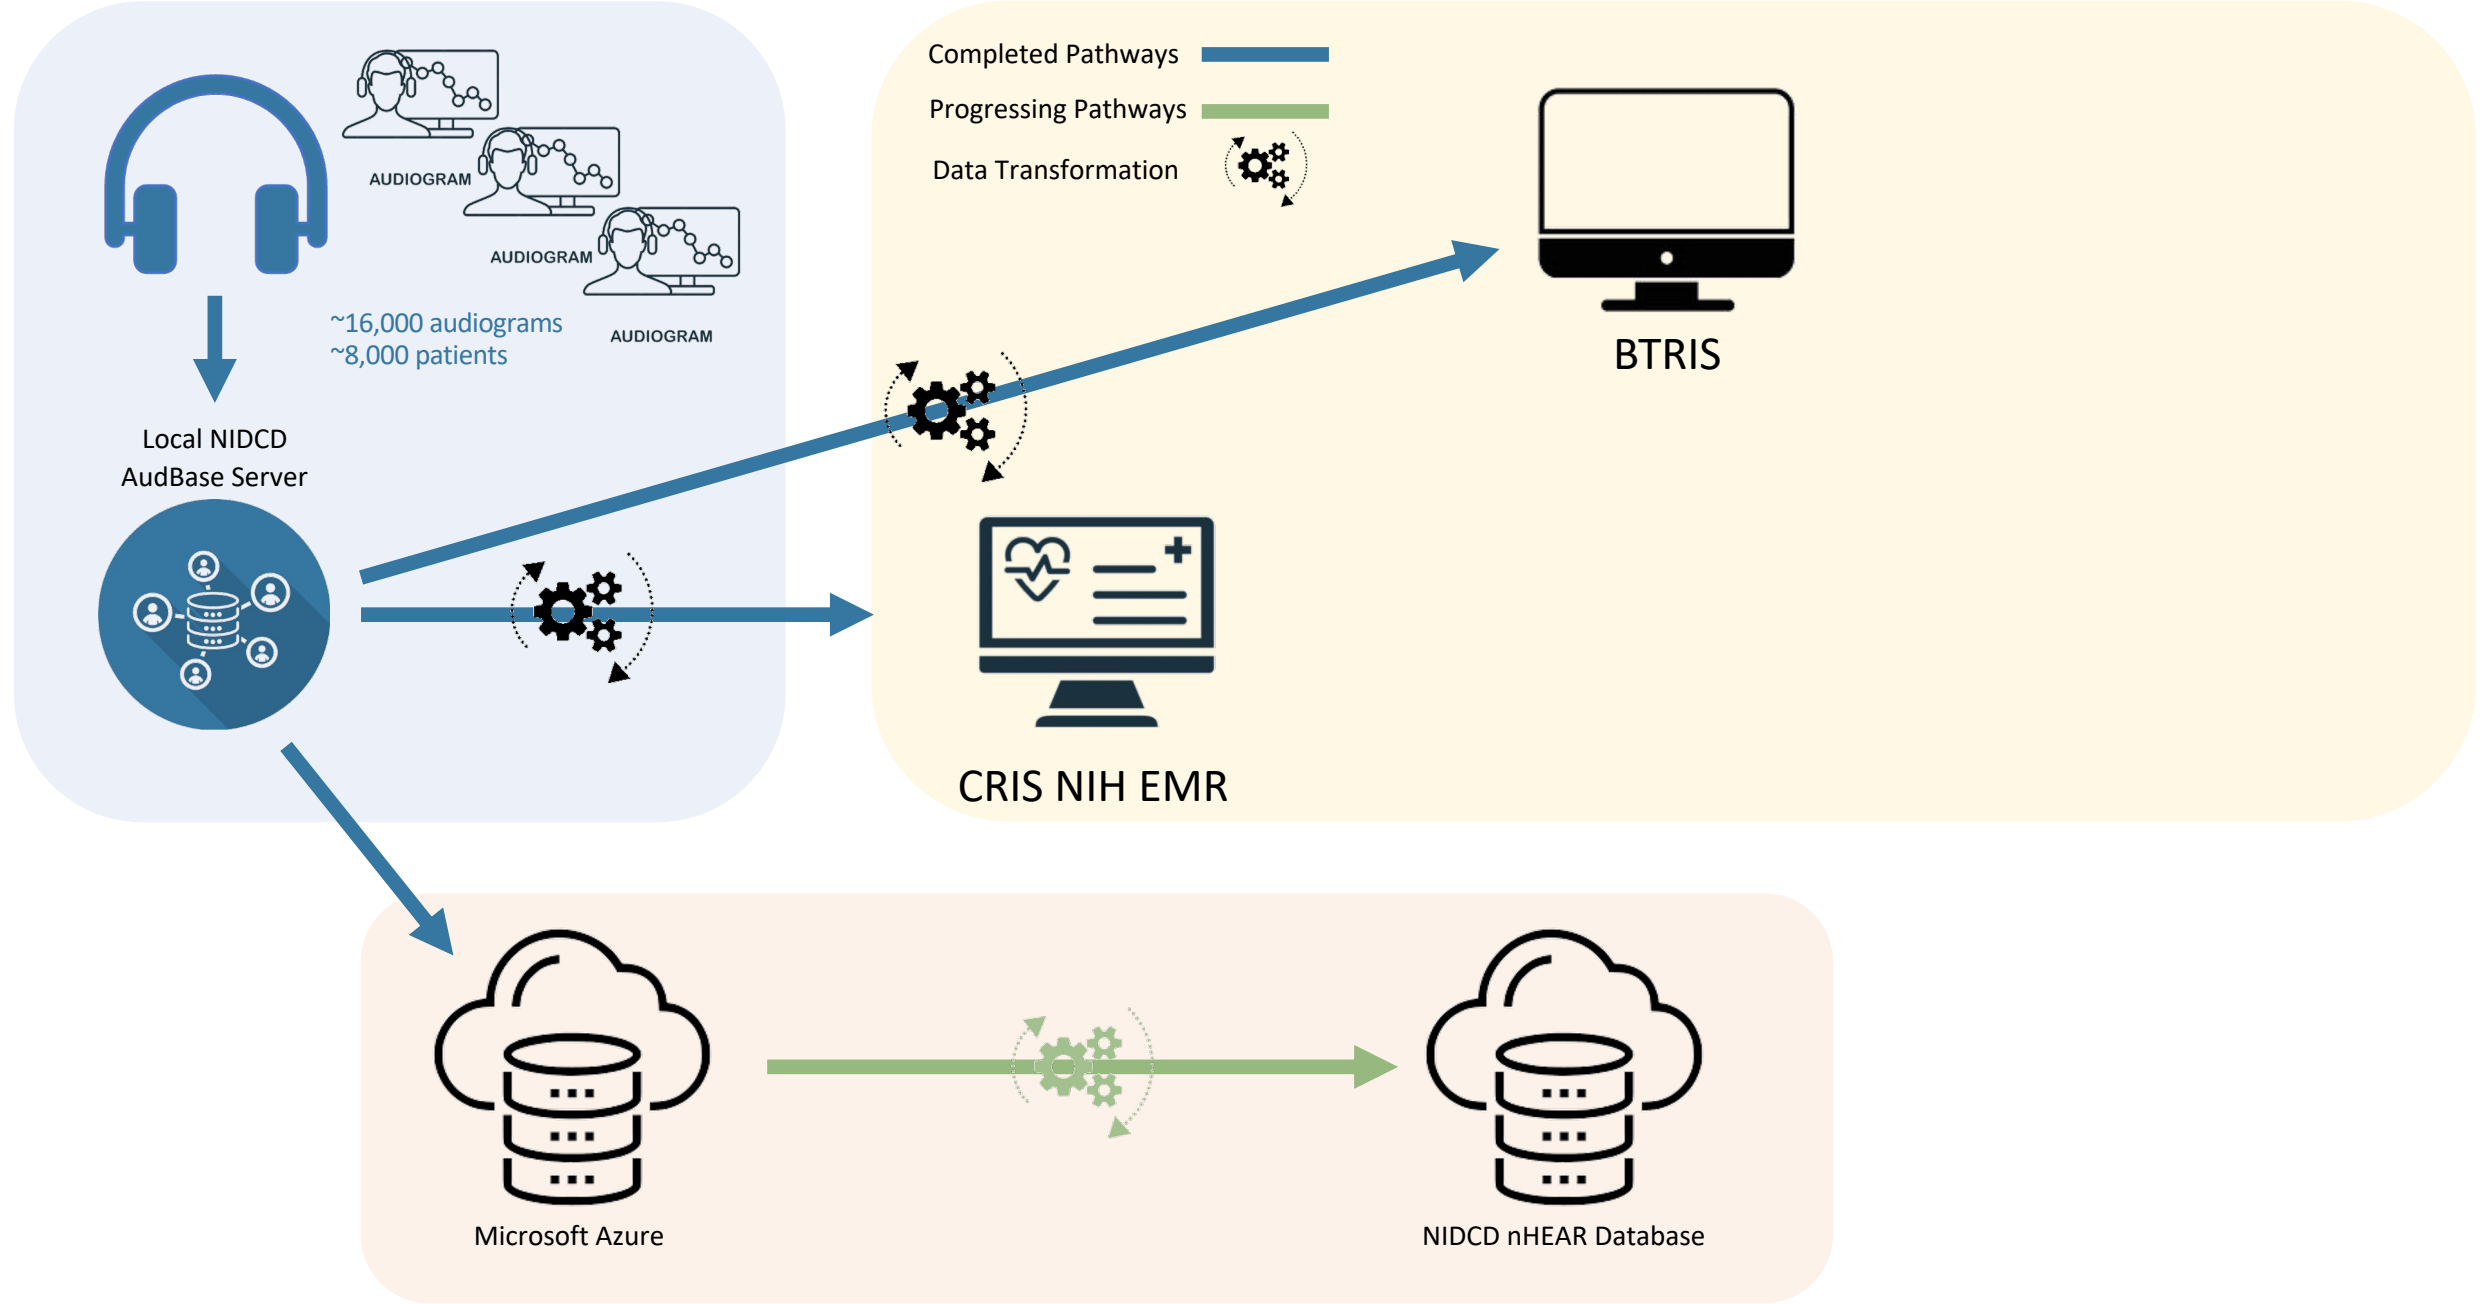 AUDIOGRAM
AUDIOGRAM
AUDIOGRAM
~16,000 audiograms
~8,000 patients
Local NIDCD
AudBase Server
Completed Pathways
Progressing Pathways
Data Transformation
BTRIS
CRIS NIH EMR
Microsoft Azure
NIDCD nHEAR Database